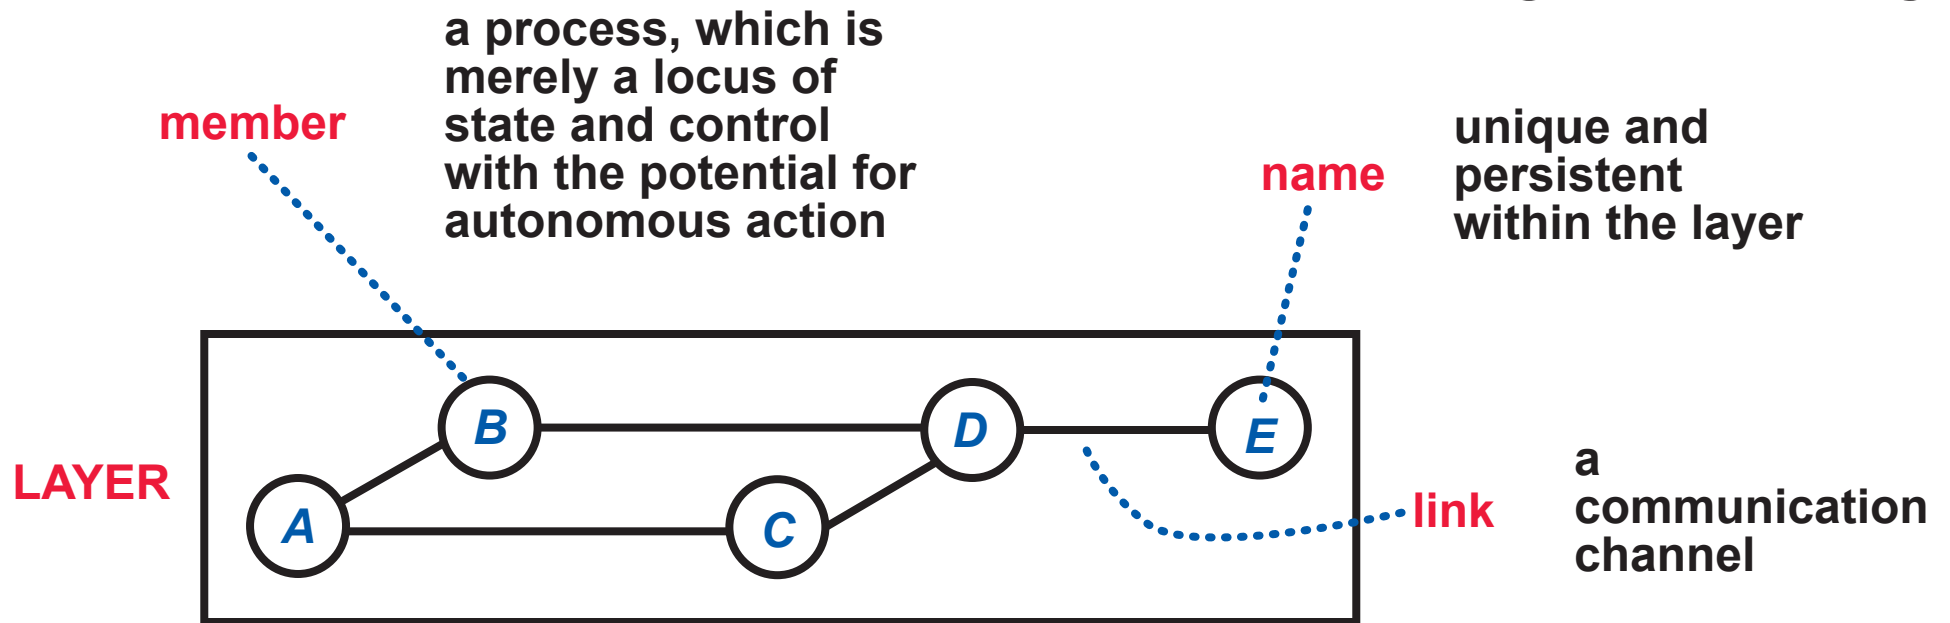 a process, which is
merely a locus of
state and control
with the potential for
autonomous action
member
name
unique and
persistent
within the layer
LAYER
B
D
E
A
C
link
a
communication
channel